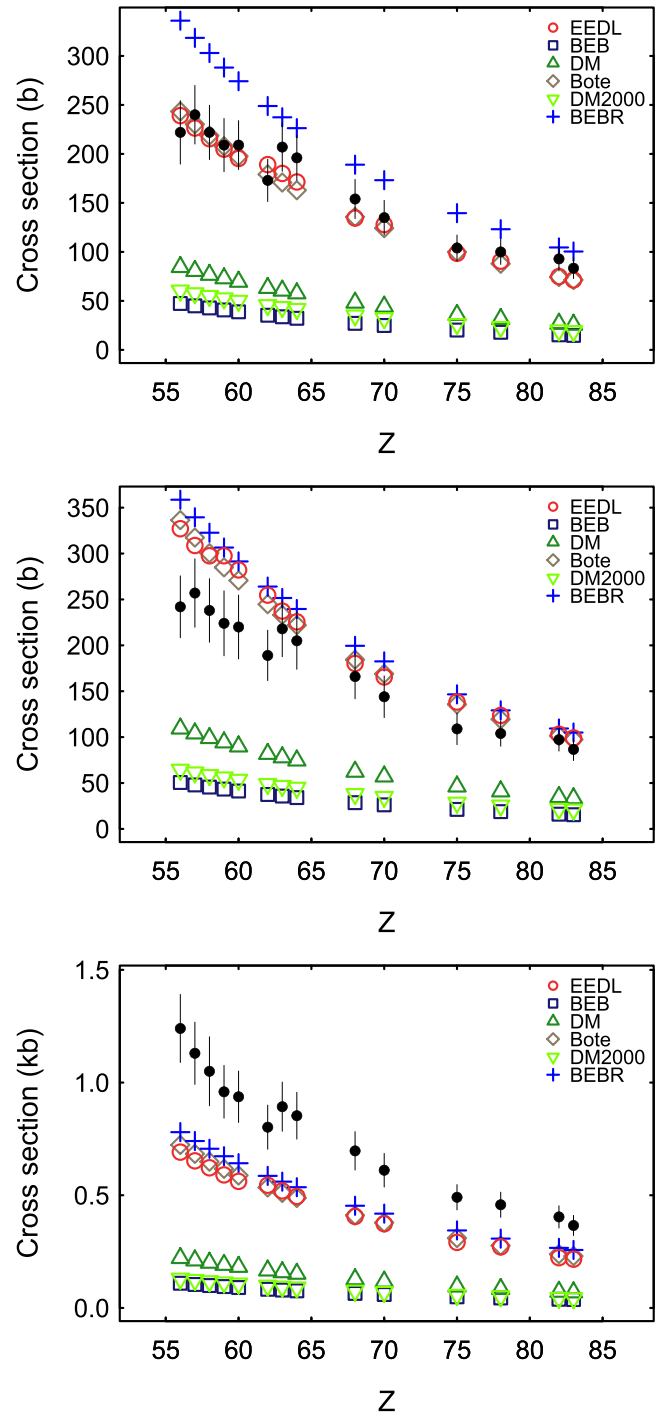 Cross section (b)
300
250
200
150
100
50
0
EEDL
BEB
DM
Bote
DM2000
BEBR
55 60 65 70 75 80 85
Z
Cross section (b)
350
300
250
200
150
100
50
0
EEDL
BEB
DM
Bote
DM2000
BEBR
55 60 65 70 75 80 85
Z
Cross section (kb)
1.5
1.0
0.5
0.0
EEDL
BEB
DM
Bote
DM2000
BEBR
55 60 65 70 75 80 85
Z